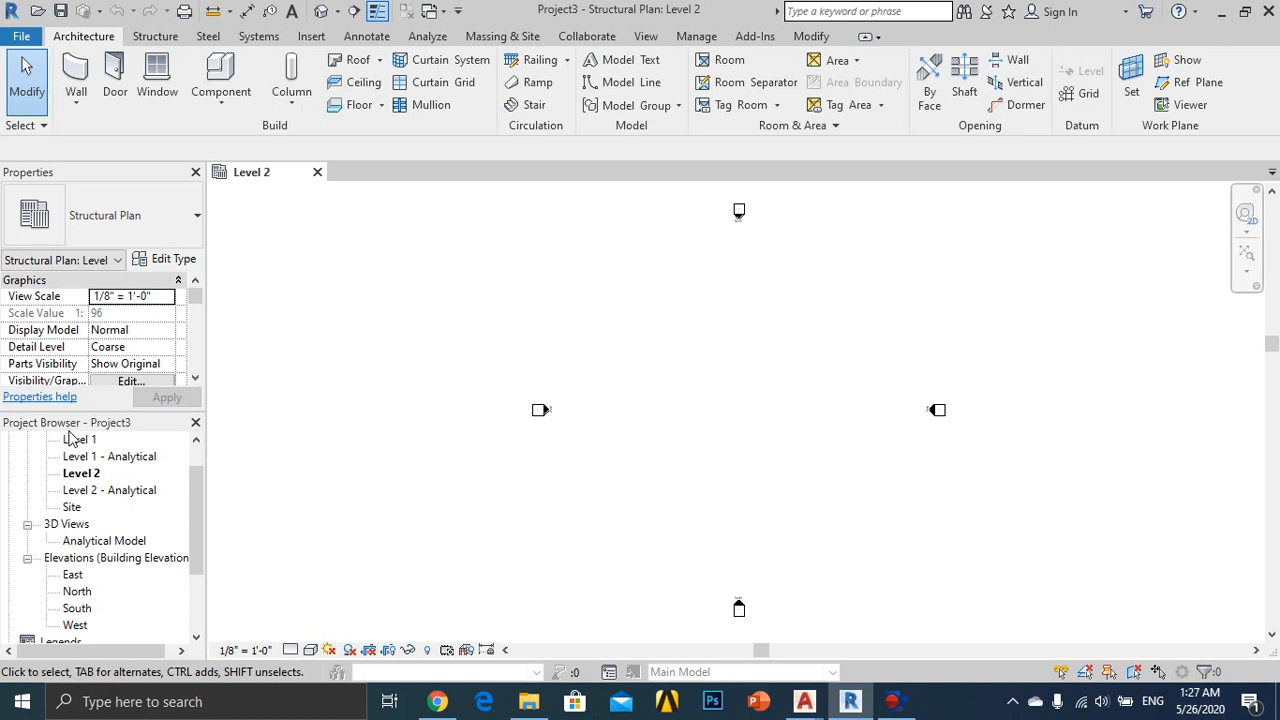 Project3 - Structural Plan: Level 2
Type a keyword or phrase
Sign In
File
Architecture
Structure
Steel
Systems
Insert
Annotate
Analyze
Massing & Site
Collaborate
View
Manage
Add-Ins
Modify
Modify
Wall
Door
Window
Component
Column
Roof
Ceiling
Floor
Curtain System
Curtain Grid
Mullion
Railing
Ramp
Stair
Model Text
Model Line
Model Group
Room
Room Separator
Tag Room
Area
Area Boundary
Tag Area
By
Face
Shaft
Wall
Vertical
Dormer
Level
Grid
Set
Show
Ref Plane
Viewer
Select
Build
Circulation
Model
Room & Area
Opening
Datum
Work Plane
Properties
Level 2
Structural Plan
Structural Plan: Level
Edit Type
Graphics
View Scale 1/8" = 1'-0"
Scale Value 1: 96
Display Model Normal
Detail Level Coarse
Parts Visibility Show Original
Visibility/Grap... Edit...
Properties help
Apply
Project Browser - Project3
Level 1
Level 1 - Analytical
Level 2
Level 2 - Analytical
Site
3D Views
Analytical Model
Elevations (Building Elevation
East
North
South
West
Legends
2D
1/8" = 1'-0"
Click to select, TAB for alternates, CTRL adds, SHIFT unselects.
:0
Main Model
:0
Type here to search
ENG
1:27 AM
5/26/2020